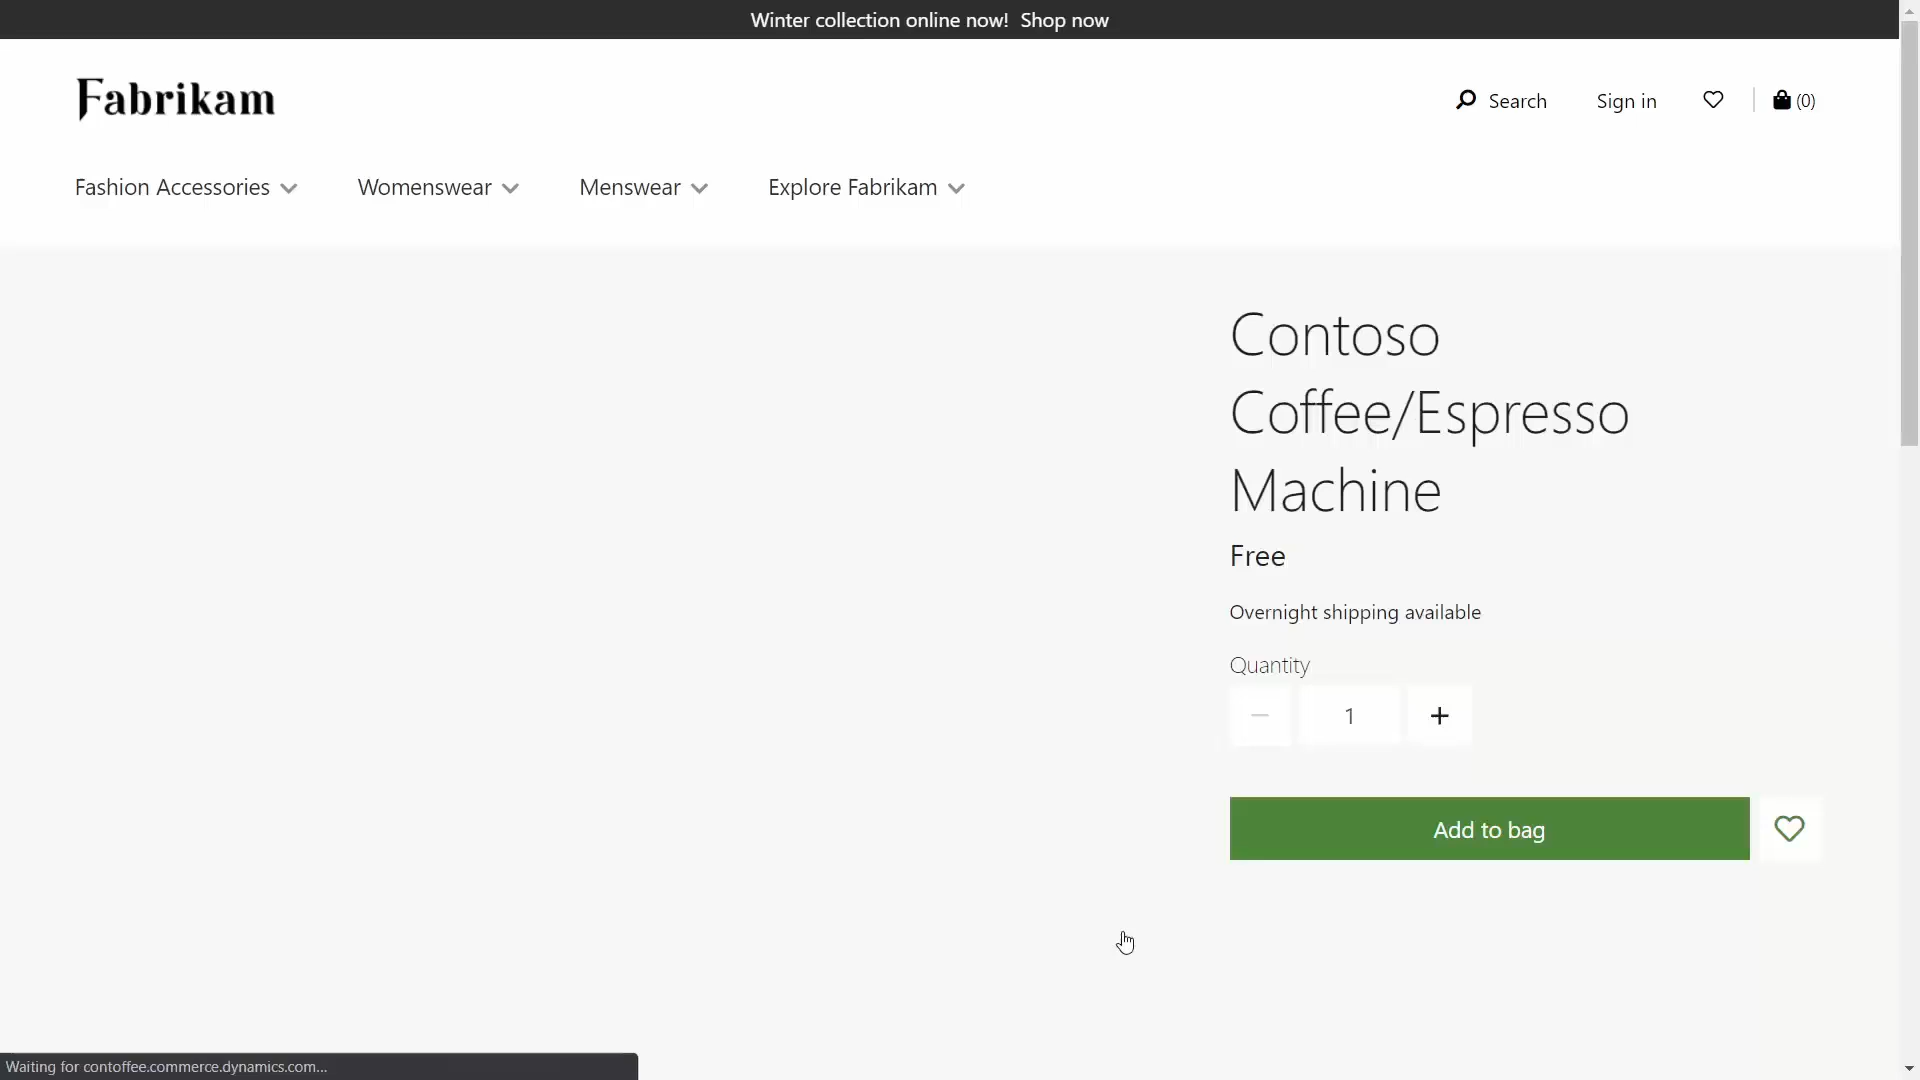 Winter collection online now! Shop now
Fabrikam
Search
Sign in
(0)
Fashion Accessories
Womenswear
Menswear
Explore Fabrikam
Contoso
Coffee/Espresso
Machine
Free
Overnight shipping available
Quantity
1
Add to bag
Waiting for contoffee.commerce.dynamics.com...